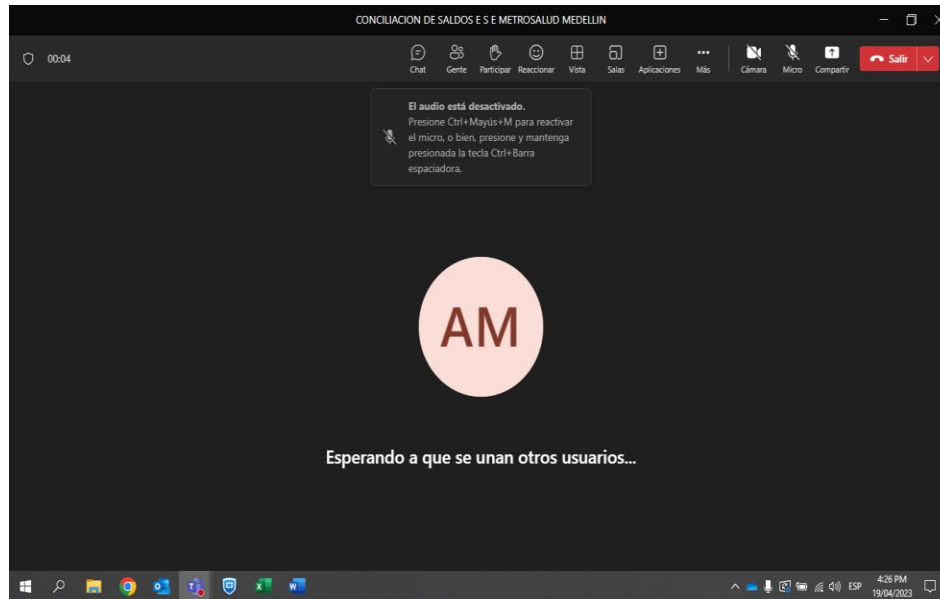 CONCILIACION DE SALDOS E S E METROSALUD MEDELLIN
00:04
Chat
Gente
Participar
Reaccionar
Vista
Salas
Aplicaciones
Más
Cámara
Micro
Compartir
Salir
El audio está desactivado.
Presione Ctrl+Mayús+M para reactivar
el micro, o bien, presione y mantenga
presionada la tecla Ctrl+Barra
espaciadora.
AM
Esperando a que se unan otros usuarios...
ESP
4:26 PM
19/04/2023